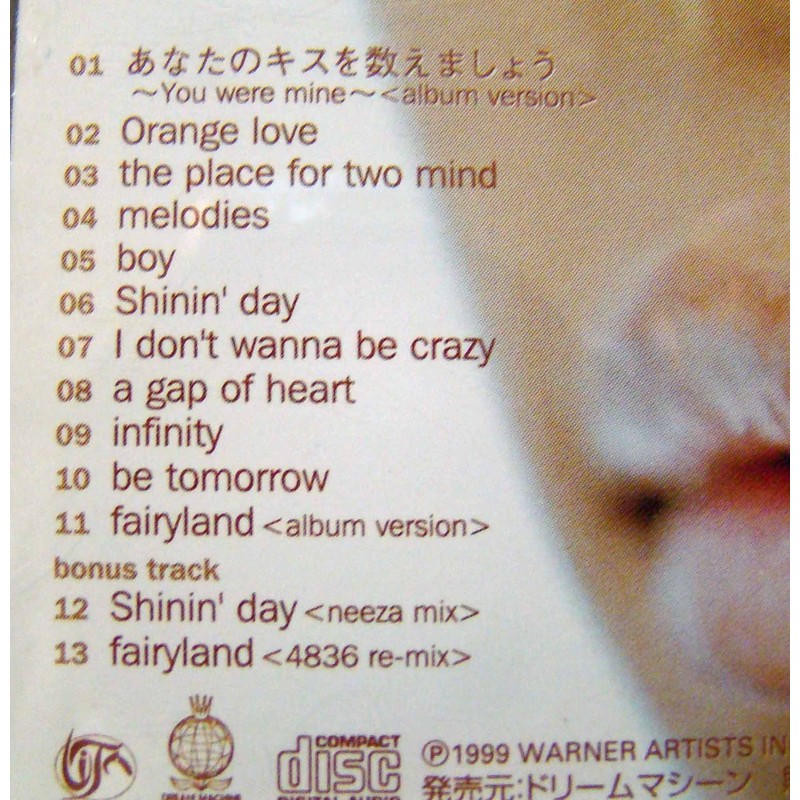 01 あなたのキスを数えましょう
～You were mine～<album version>
02 Orange love
03 the place for two mind
04 melodies
05 boy
06 Shinin' day
07 I don't wanna be crazy
08 a gap of heart
09 infinity
10 be tomorrow
11 fairyland <album version>
bonus track
12 Shinin' day <neeza mix>
13 fairyland <4836 re-mix>
COMPACT
disc
DIGITAL AUDIO
Ⓟ1999 WARNER ARTISTS IN
発売元:ドリームマシーン